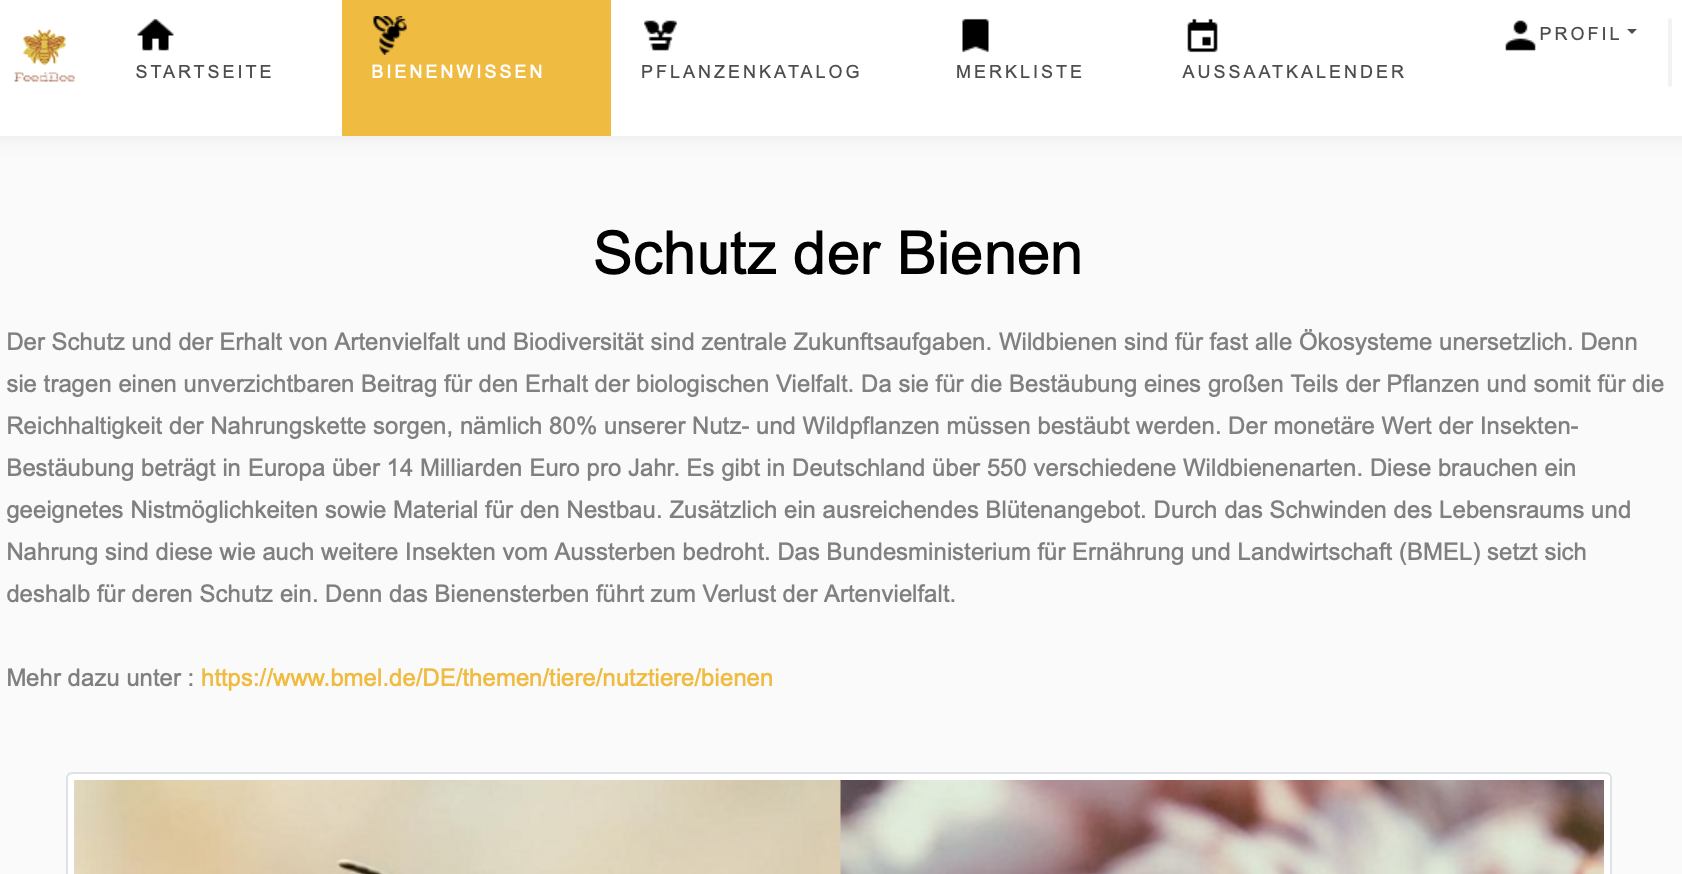 FeedBee
STARTSEITE
BIENENWISSEN
PFLANZENKATALOG
MERKLISTE
AUSSAATKALENDER
PROFIL
Schutz der Bienen
Der Schutz und der Erhalt von Artenvielfalt und Biodiversität sind zentrale Zukunftsaufgaben. Wildbienen sind für fast alle Ökosysteme unersetzlich. Denn
sie tragen einen unverzichtbaren Beitrag für den Erhalt der biologischen Vielfalt. Da sie für die Bestäubung eines großen Teils der Pflanzen und somit für die
Reichhaltigkeit der Nahrungskette sorgen, nämlich 80% unserer Nutz- und Wildpflanzen müssen bestäubt werden. Der monetäre Wert der Insekten-
Bestäubung beträgt in Europa über 14 Milliarden Euro pro Jahr. Es gibt in Deutschland über 550 verschiedene Wildbienenarten. Diese brauchen ein
geeignetes Nistmöglichkeiten sowie Material für den Nestbau. Zusätzlich ein ausreichendes Blütenangebot. Durch das Schwinden des Lebensraums und
Nahrung sind diese wie auch weitere Insekten vom Aussterben bedroht. Das Bundesministerium für Ernährung und Landwirtschaft (BMEL) setzt sich
deshalb für deren Schutz ein. Denn das Bienensterben führt zum Verlust der Artenvielfalt.
Mehr dazu unter : https://www.bmel.de/DE/themen/tiere/nutztiere/bienen